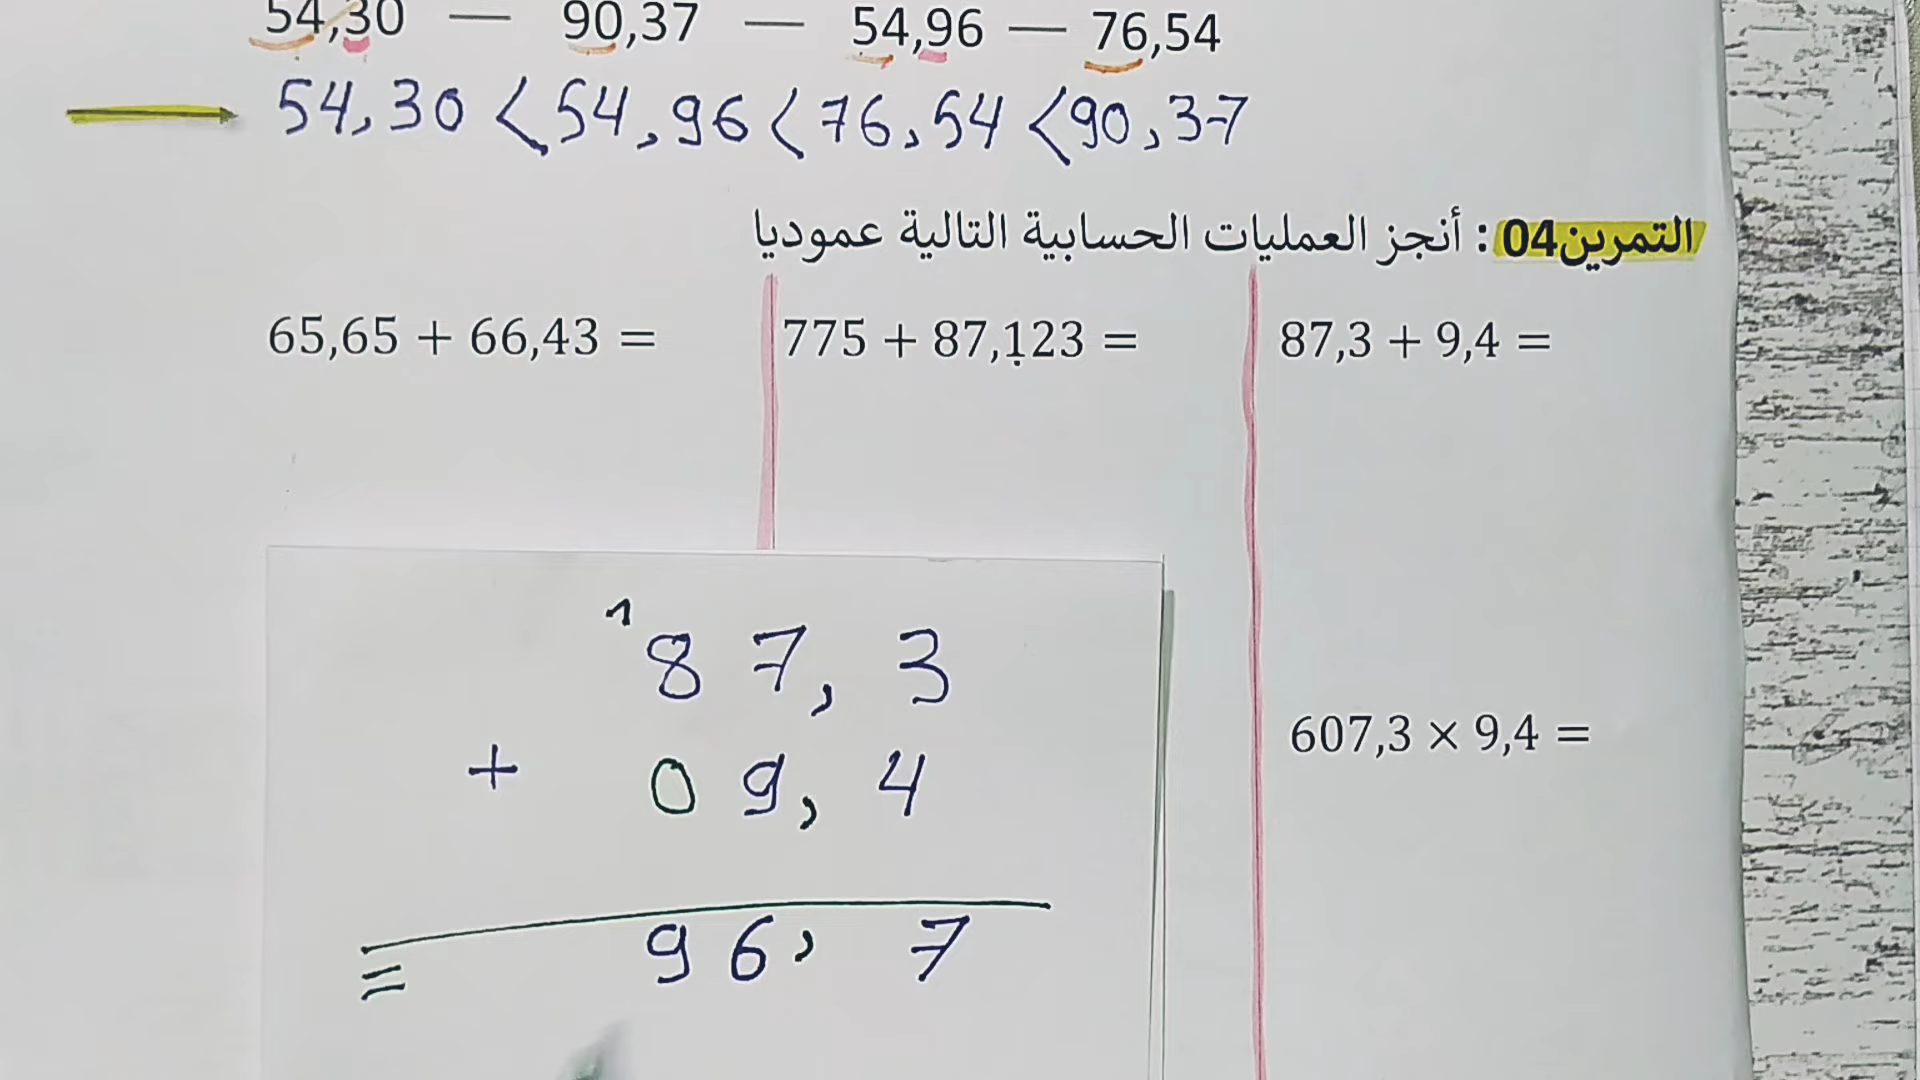 54,30 — 90,37 — 54,96 — 76,54
54,30 < 54,96 < 76,54 < 90,37
التمرين04 : أنجز العمليات الحسابية التالية عموديا
65,65 + 66,43 =
775 + 87,123 =
87,3 + 9,4 =
607,3 × 9,4 =
1
87,3
+ 09,4
= 96,7